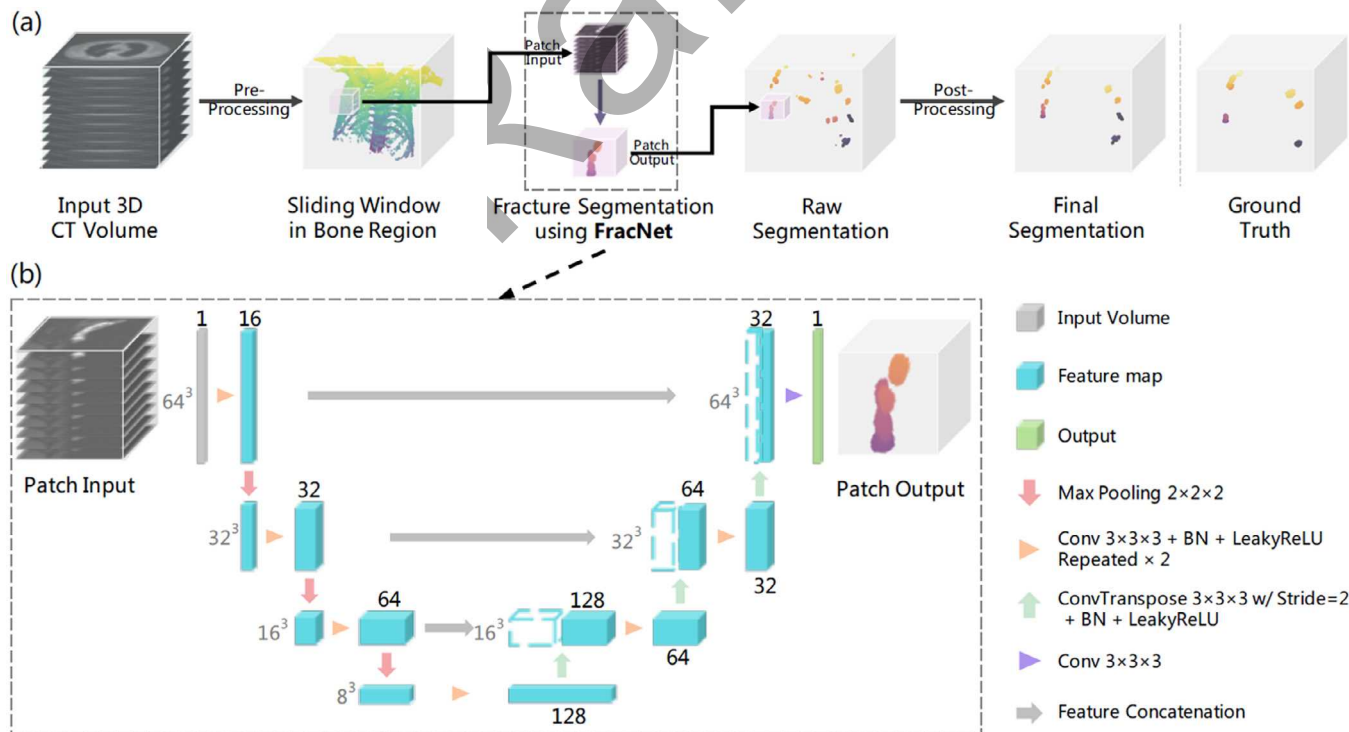 (a)
Pre-
Processing
Patch
Input
Patch
Output
Post-
Processing
Input 3D
CT Volume
Sliding Window
in Bone Region
Fracture Segmentation
using FracNet
Raw
Segmentation
Final
Segmentation
Ground
Truth
(b)
1
16
64³
Patch Input
32³
32
16³
64
8³
128
16³
128
64
32³
64
32
64³
32
1
Patch Output
Input Volume
Feature map
Output
Max Pooling 2×2×2
Conv 3×3×3 + BN + LeakyReLU
Repeated × 2
ConvTranspose 3×3×3 w/ Stride=2
+ BN + LeakyReLU
Conv 3×3×3
Feature Concatenation